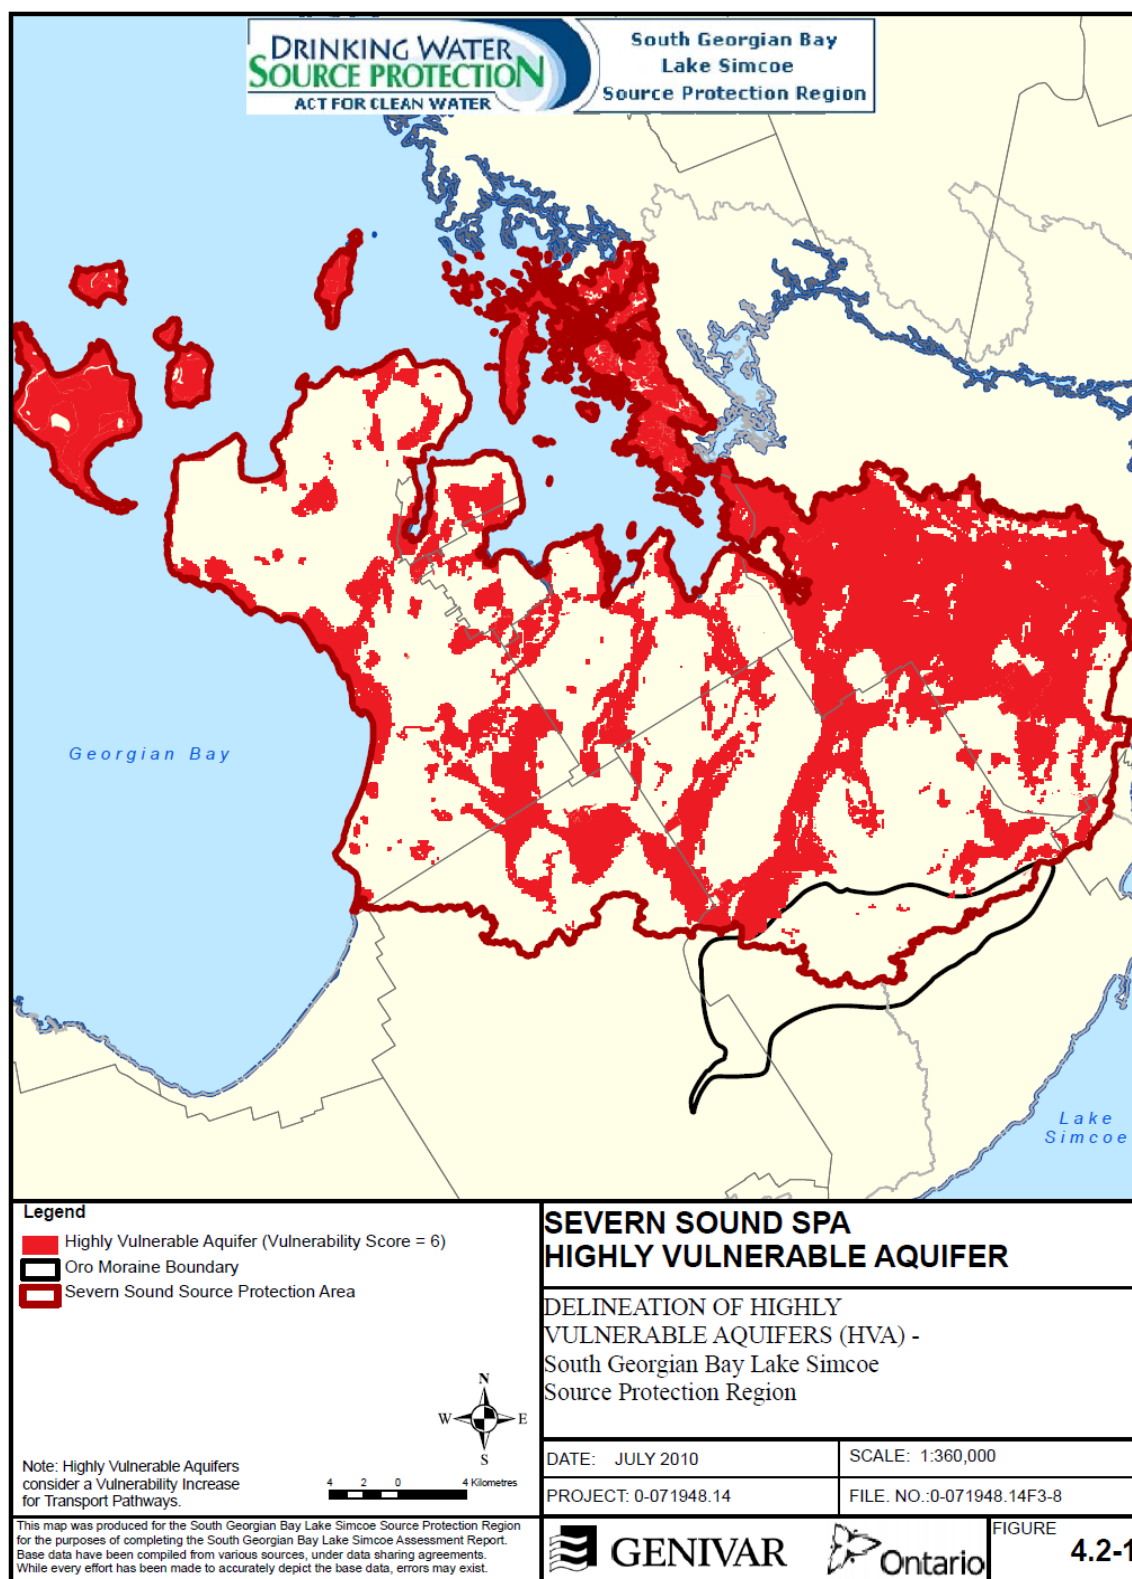 DRINKING WATER
SOURCE PROTECTION
ACT FOR CLEAN WATER
South Georgian Bay
Lake Simcoe
Source Protection Region
Georgian Bay
Lake
Simcoe
Legend
Highly Vulnerable Aquifer (Vulnerability Score = 6)
Oro Moraine Boundary
Severn Sound Source Protection Area
N
W E
S
Note: Highly Vulnerable Aquifers
consider a Vulnerability Increase
for Transport Pathways.
4 2 0 4 Kilometres
This map was produced for the South Georgian Bay Lake Simcoe Source Protection Region
for the purposes of completing the South Georgian Bay Lake Simcoe Assessment Report.
Base data have been compiled from various sources, under data sharing agreements.
While every effort has been made to accurately depict the base data, errors may exist.
SEVERN SOUND SPA
HIGHLY VULNERABLE AQUIFER
DELINEATION OF HIGHLY
VULNERABLE AQUIFERS (HVA) -
South Georgian Bay Lake Simcoe
Source Protection Region
DATE: JULY 2010
SCALE: 1:360,000
PROJECT: 0-071948.14
FILE. NO.:0-071948.14F3-8
GENIVAR
Ontario
FIGURE
4.2-1